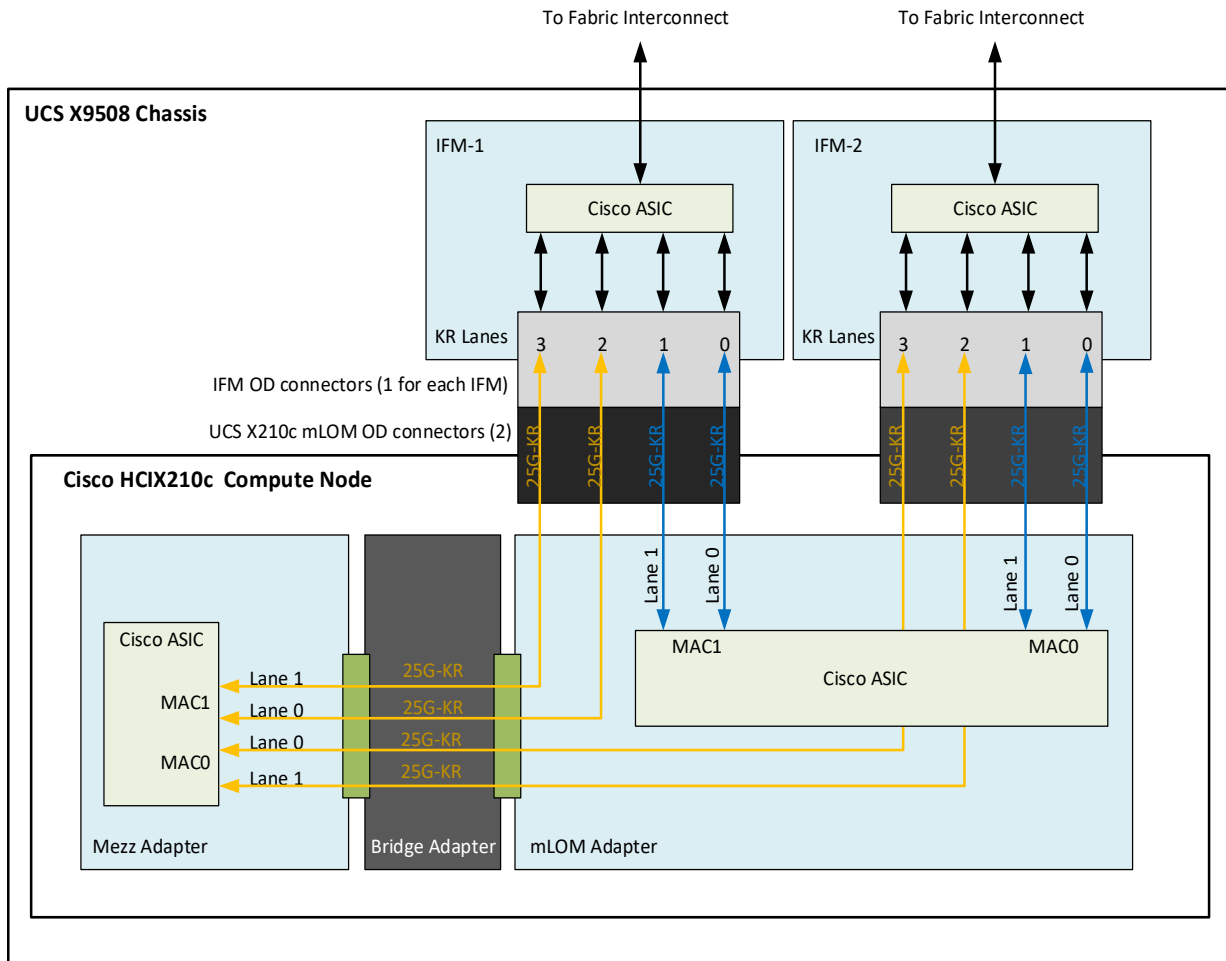 To Fabric Interconnect
To Fabric Interconnect
UCS X9508 Chassis
IFM-1
IFM-2
Cisco ASIC
Cisco ASIC
KR Lanes
3
2
1
0
KR Lanes
3
2
1
0
IFM OD connectors (1 for each IFM)
UCS X210c mLOM OD connectors (2)
25G-KR
25G-KR
25G-KR
25G-KR
25G-KR
25G-KR
25G-KR
25G-KR
Cisco HCIX210c Compute Node
Lane 1
Lane 0
Lane 1
Lane 0
Cisco ASIC
MAC1
MAC0
Cisco ASIC
Lane 1
25G-KR
MAC1
Lane 0
25G-KR
Lane 0
25G-KR
MAC0
Lane 1
25G-KR
Mezz Adapter
Bridge Adapter
mLOM Adapter